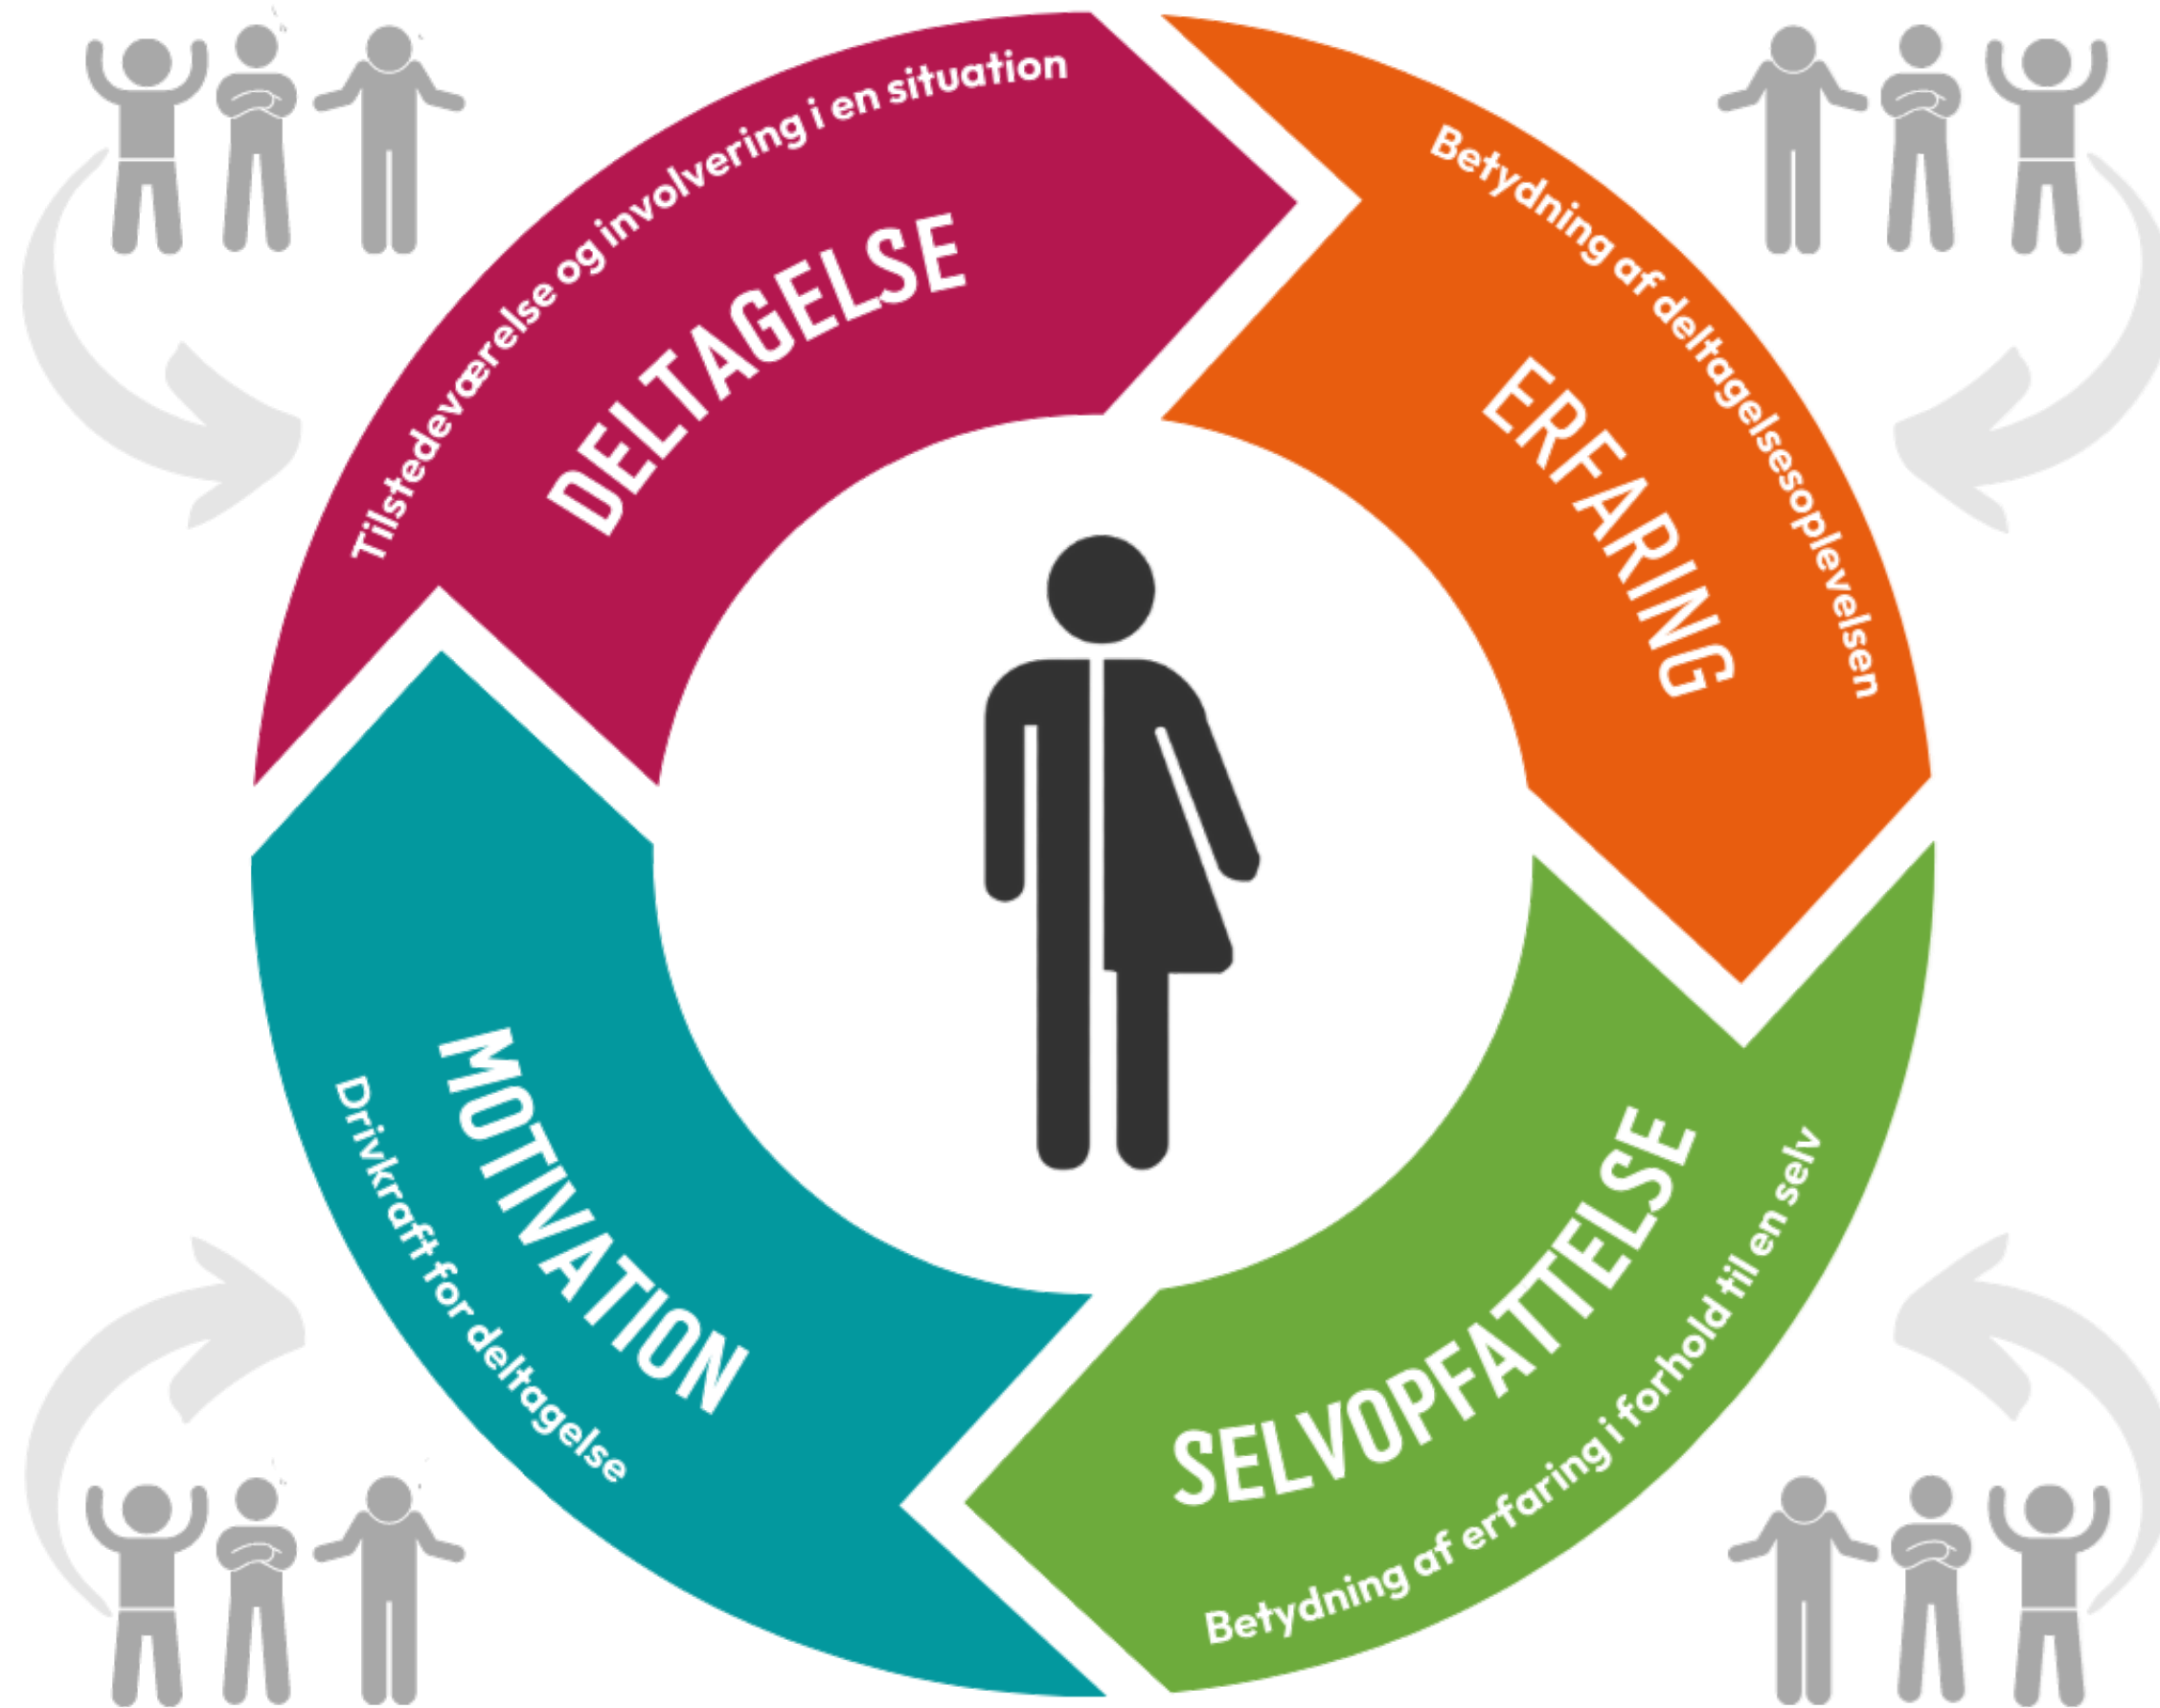 Tilstedeværelse og involvering i en situation
DELTAGELSE
Betydning af deltagelsesoplevelsen
ERFARING
SELVOPFATTELSE
Betydning af erfaring i forhold til en selv
MOTIVATION
Drivkraft for deltagelse